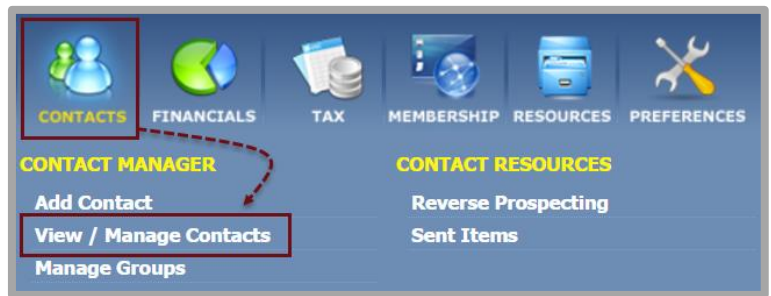 CONTACTS FINANCIALS TAX MEMBERSHIP RESOURCES PREFERENCES
CONTACT MANAGER CONTACT RESOURCES
Add Contact Reverse Prospecting
View / Manage Contacts Sent Items
Manage Groups